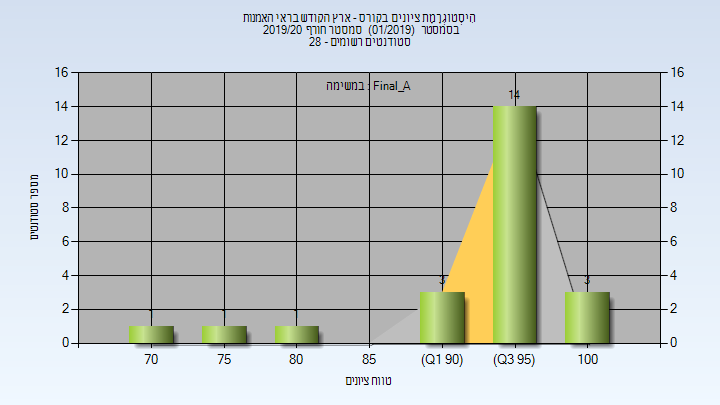 היסטוגרמת ציונים בקורס - ארץ הקודש בראי האמנות
בסמסטר (01/2019) סמסטר חורף 2019/20
סטודנטים רשומים - 28
במשימה : Final_A
מספר סטודנטים
16 16
14 14
12 12
10 10
8 8
6 6
4 4
2 2
0 0
1 1 1 3 14 3
70 75 80 85 (Q1 90) (Q3 95) 100
טווח ציונים